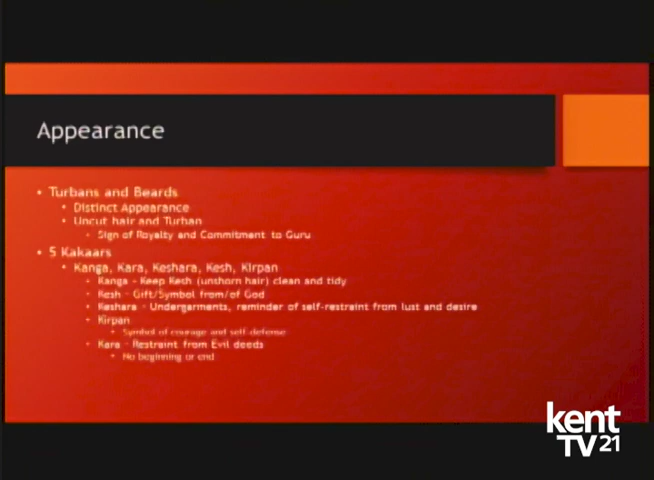 Appearance
• Turbans and Beards
• Distinct Appearance
• Uncut hair and Turban
• Sign of Royalty and Commitment to Guru
• 5 Kakaars
• Kanga, Kara, Keshara, Kesh, Kirpan
• Kanga - Keep Kesh (unshorn hair) clean and tidy
• Kesh - Gift/Symbol from/of God
• Keshara - Undergarments, reminder of self-restraint from lust and desire
• Kirpan
• Symbol of courage and self-defense
• Kara - Restraint from Evil deeds
• No beginning or end
kent
TV21